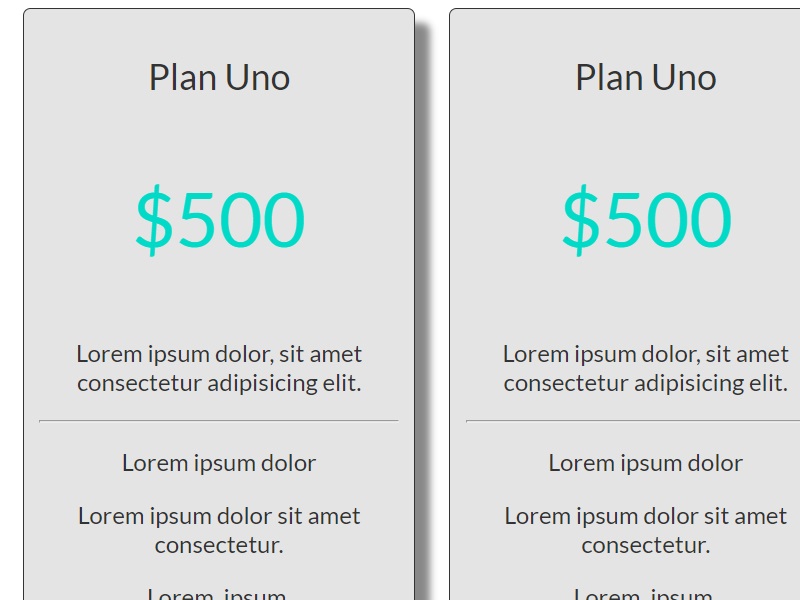 Plan Uno
$500
Lorem ipsum dolor, sit amet
consectetur adipisicing elit.
Lorem ipsum dolor
Lorem ipsum dolor sit amet
consectetur.
Lorem, ipsum
Plan Uno
$500
Lorem ipsum dolor, sit amet
consectetur adipisicing elit.
Lorem ipsum dolor
Lorem ipsum dolor sit amet
consectetur.
Lorem, ipsum